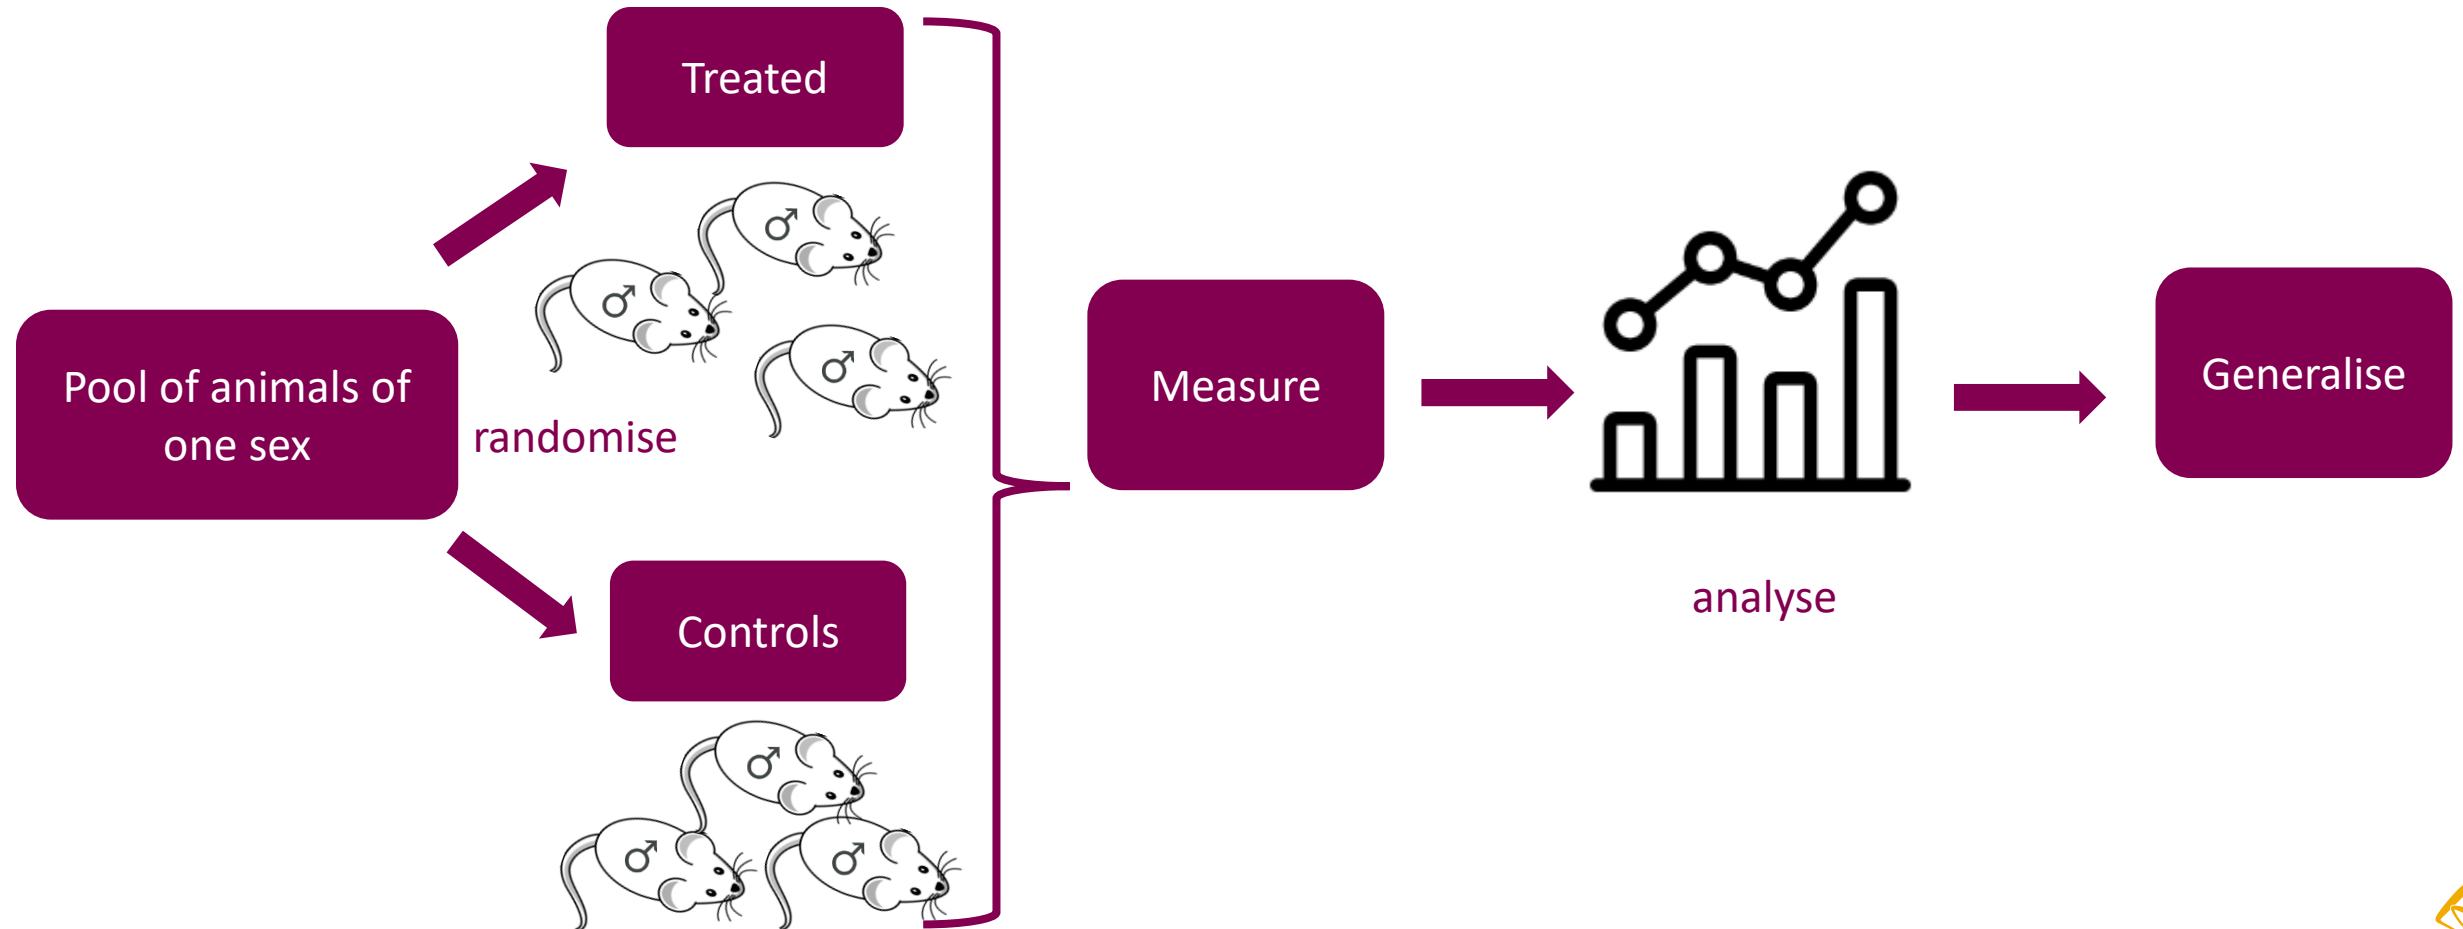 Treated
Pool of animals of
one sex
randomise
Controls
Measure
analyse
Generalise